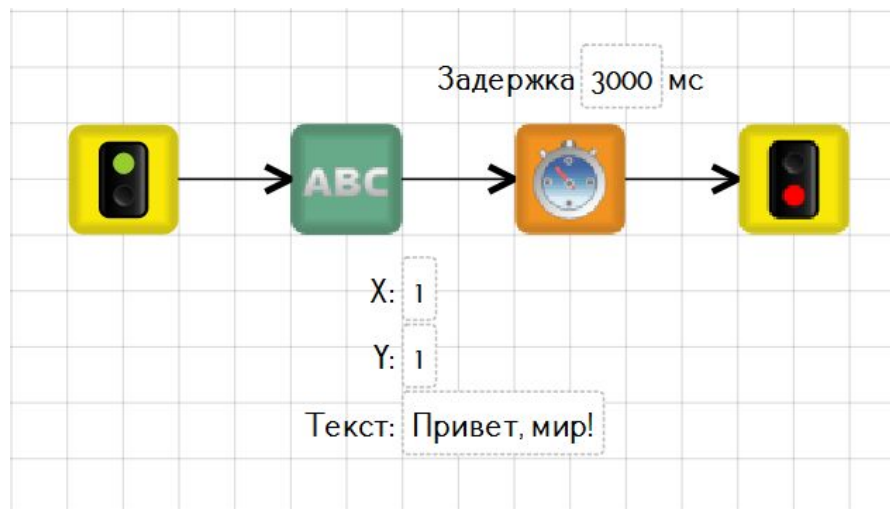 Задержка 3000 мс
ABC
X: 1
Y: 1
Текст: Привет, мир!